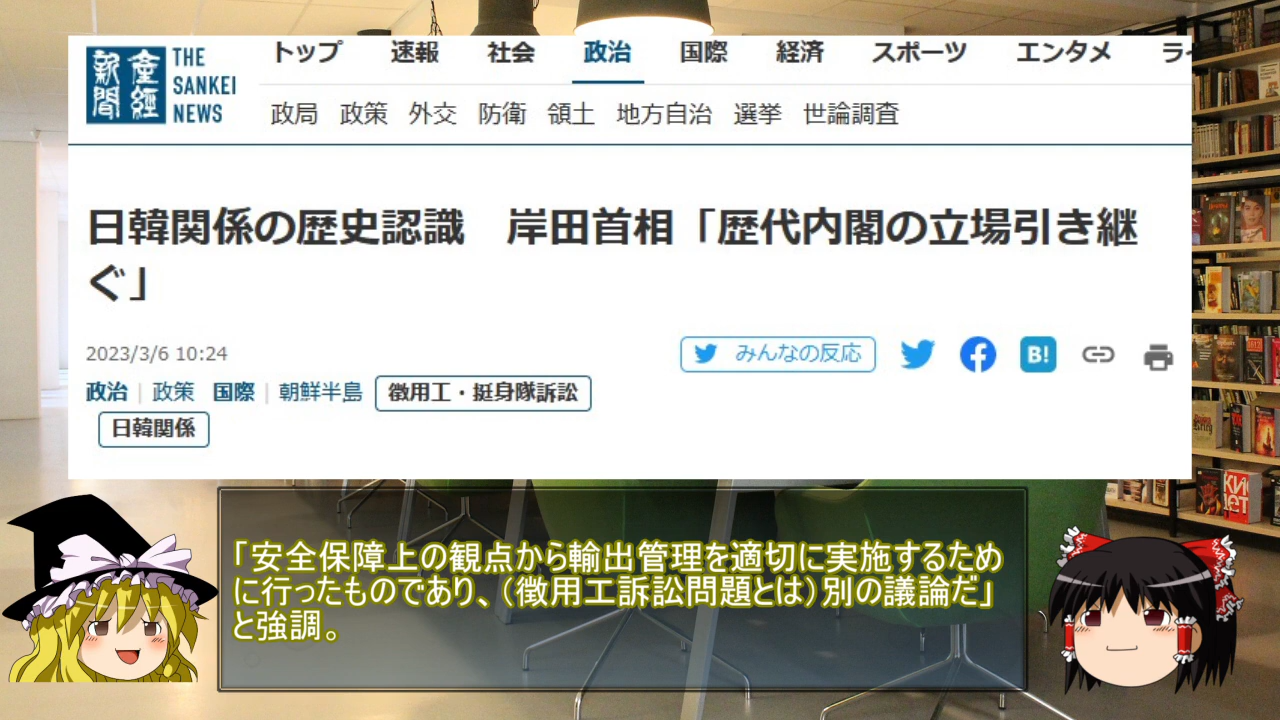 新聞 産經
THE
SANKEI
NEWS
トップ 速報 社会 政治 国際 経済 スポーツ エンタメ ラ
政局 政策 外交 防衛 領土 地方自治 選挙 世論調査
日韓関係の歴史認識　岸田首相「歴代内閣の立場引き継
ぐ」
2023/3/6 10:24
みんなの反応
B!
政治 | 政策 国際 | 朝鮮半島 徴用工・挺身隊訴訟
日韓関係
「安全保障上の観点から輸出管理を適切に実施するため
に行ったものであり、（徴用工訴訟問題とは）別の議論だ」
と強調。